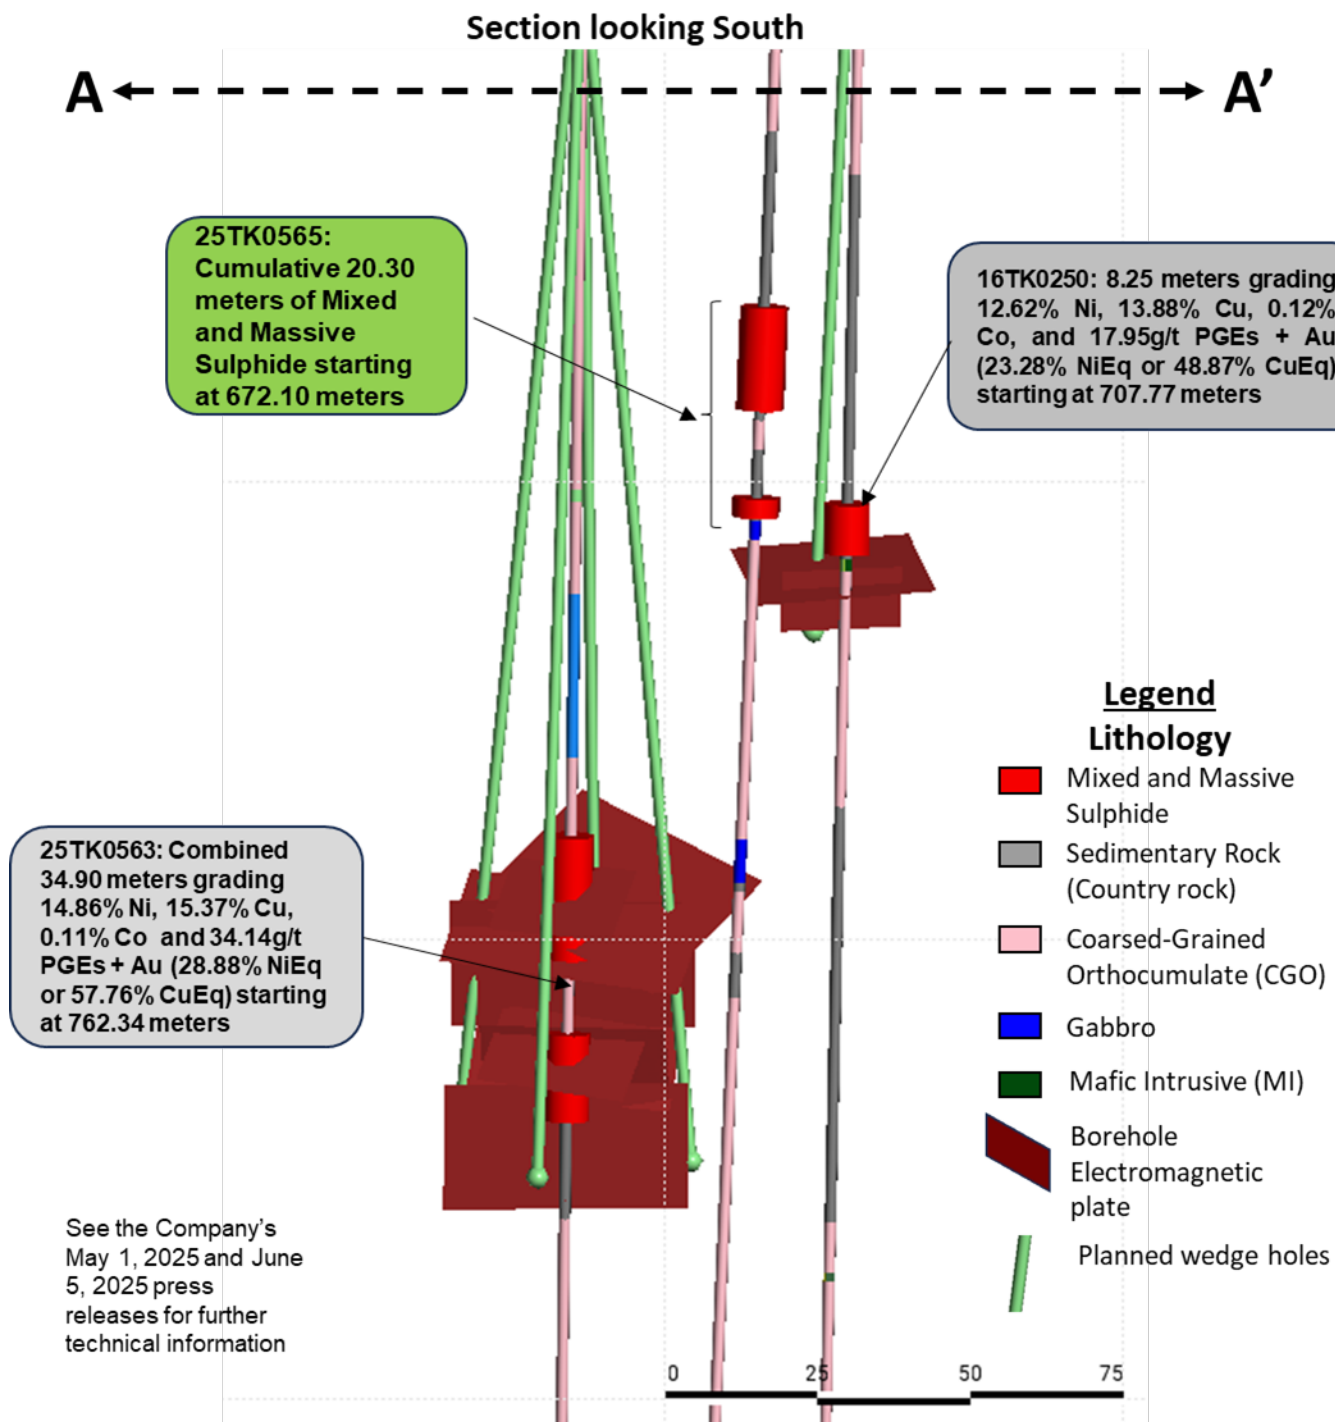 Section looking South
A
A’
25TK0565:
Cumulative 20.30
meters of Mixed
and Massive
Sulphide starting
at 672.10 meters
16TK0250: 8.25 meters grading
12.62% Ni, 13.88% Cu, 0.12%
Co, and 17.95g/t PGEs + Au
(23.28% NiEq or 48.87% CuEq)
starting at 707.77 meters
25TK0563: Combined
34.90 meters grading
14.86% Ni, 15.37% Cu,
0.11% Co and 34.14g/t
PGEs + Au (28.88% NiEq
or 57.76% CuEq) starting
at 762.34 meters
Legend
Lithology
Mixed and Massive
Sulphide
Sedimentary Rock
(Country rock)
Coarsed-Grained
Orthocumulate (CGO)
Gabbro
Mafic Intrusive (MI)
Borehole
Electromagnetic
plate
Planned wedge holes
See the Company’s
May 1, 2025 and June
5, 2025 press
releases for further
technical information
0 25 50 75